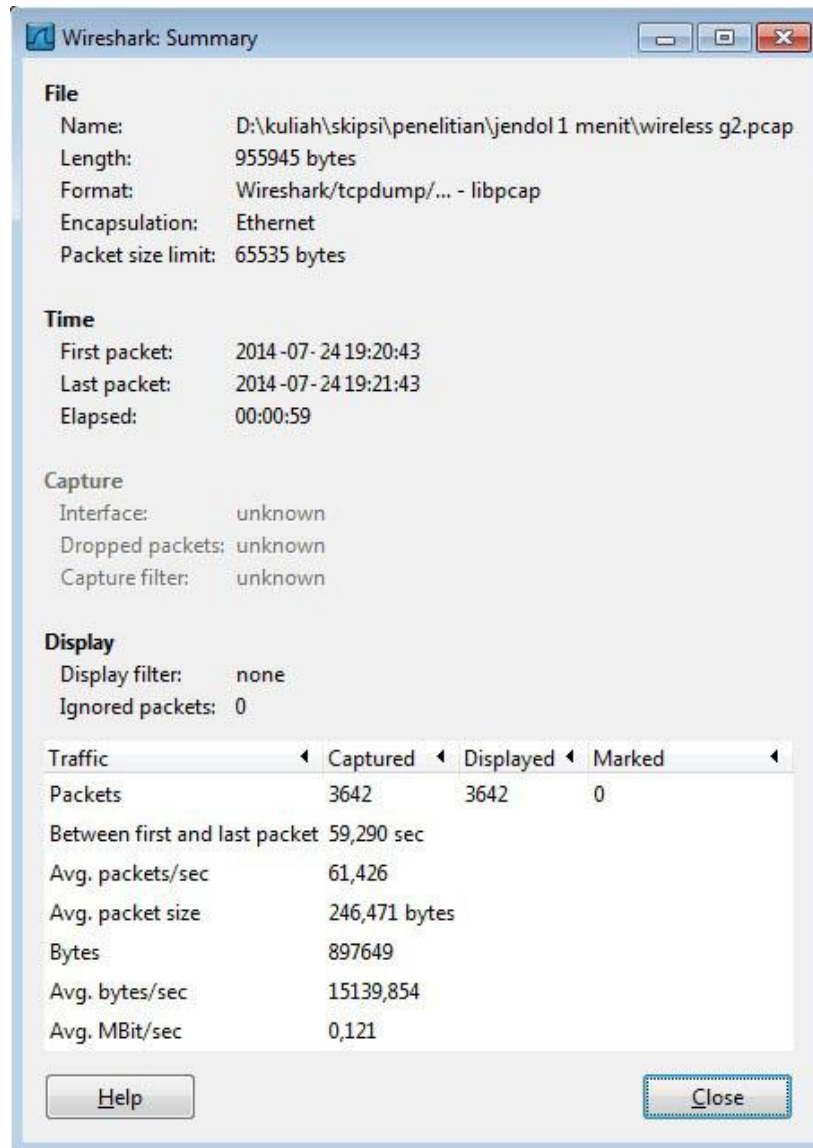 Wireshark: Summary
File
Name: D:\kuliah\skipsi\penelitian\jendol 1 menit\wireless g2.pcap
Length: 955945 bytes
Format: Wireshark/tcpdump/... - libpcap
Encapsulation: Ethernet
Packet size limit: 65535 bytes
Time
First packet: 2014-07-24 19:20:43
Last packet: 2014-07-24 19:21:43
Elapsed: 00:00:59
Capture
Interface: unknown
Dropped packets: unknown
Capture filter: unknown
Display
Display filter: none
Ignored packets: 0
Traffic Captured Displayed Marked
Packets 3642 3642 0
Between first and last packet 59,290 sec
Avg. packets/sec 61,426
Avg. packet size 246,471 bytes
Bytes 897649
Avg. bytes/sec 15139,854
Avg. MBit/sec 0,121
Help Close